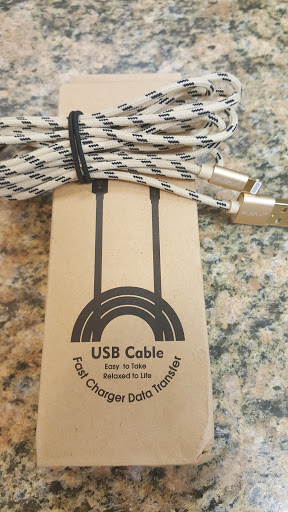 USB Cable
Easy to Take
Relaxed to Life
Fast Charger Data Transfer